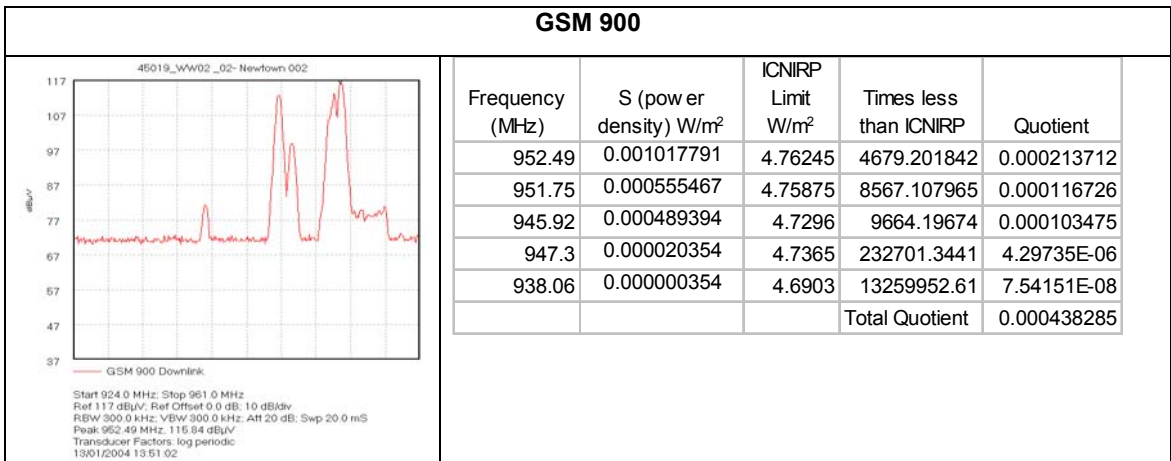 GSM 900
45019_WW02 _02- Newtown 002
117
107
97
87
77
67
57
47
37
dBµV
GSM 900 Downlink
Start 924.0 MHz; Stop 961.0 MHz
Ref 117 dBµV; Ref Offset 0.0 dB; 10 dB/div
RBW 300.0 kHz; VBW 300.0 kHz; Att 20 dB; Swp 20.0 mS
Peak 952.49 MHz, 115.84 dBµV
Transducer Factors: log periodic
13/01/2004 13:51:02
Frequency (MHz) S (pow er density) W/m² ICNIRP Limit W/m² Times less than ICNIRP Quotient
952.49 0.001017791 4.76245 4679.201842 0.000213712
951.75 0.000555467 4.75875 8567.107965 0.000116726
945.92 0.000489394 4.7296 9664.19674 0.000103475
947.3 0.000020354 4.7365 232701.3441 4.29735E-06
938.06 0.000000354 4.6903 13259952.61 7.54151E-08
Total Quotient 0.000438285